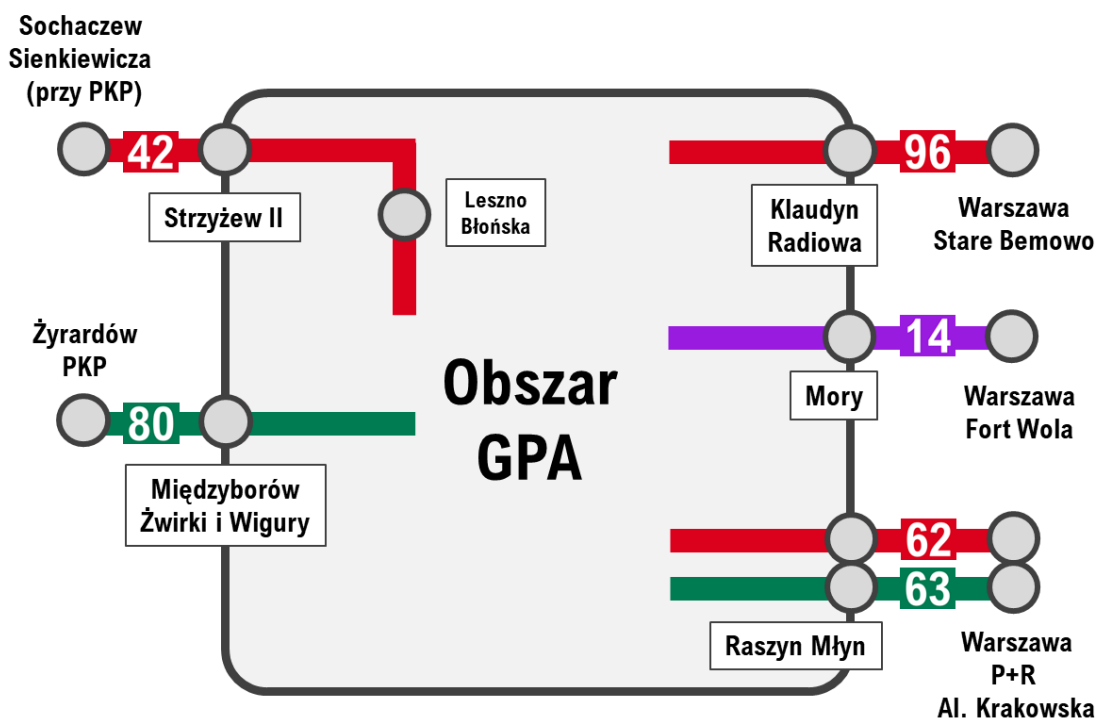 Sochaczew
Sienkiewicza
(przy PKP)
42
96
Strzyżew II
Leszno
Błońska
Klaudyn
Radiowa
Warszawa
Stare Bemowo
Żyrardów
PKP
14
80
Obszar
GPA
Mory
Warszawa
Fort Wola
Międzyborów
Żwirki i Wigury
62
63
Raszyn Młyn
Warszawa
P+R
Al. Krakowska